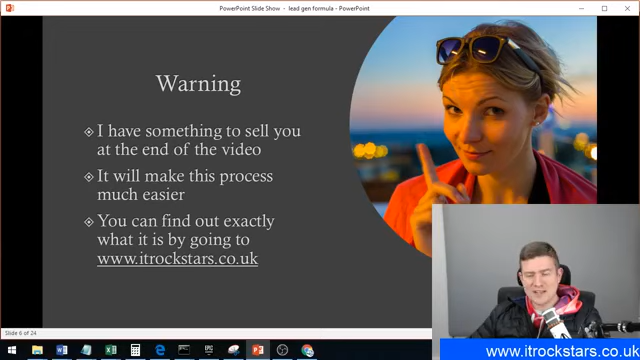 PowerPoint Slide Show - lead gen formula - PowerPoint
Warning
I have something to sell you
at the end of the video
It will make this process
much easier
You can find out exactly
what it is by going to
www.itrockstars.co.uk
Slide 6 of 24
www.itrockstars.co.uk